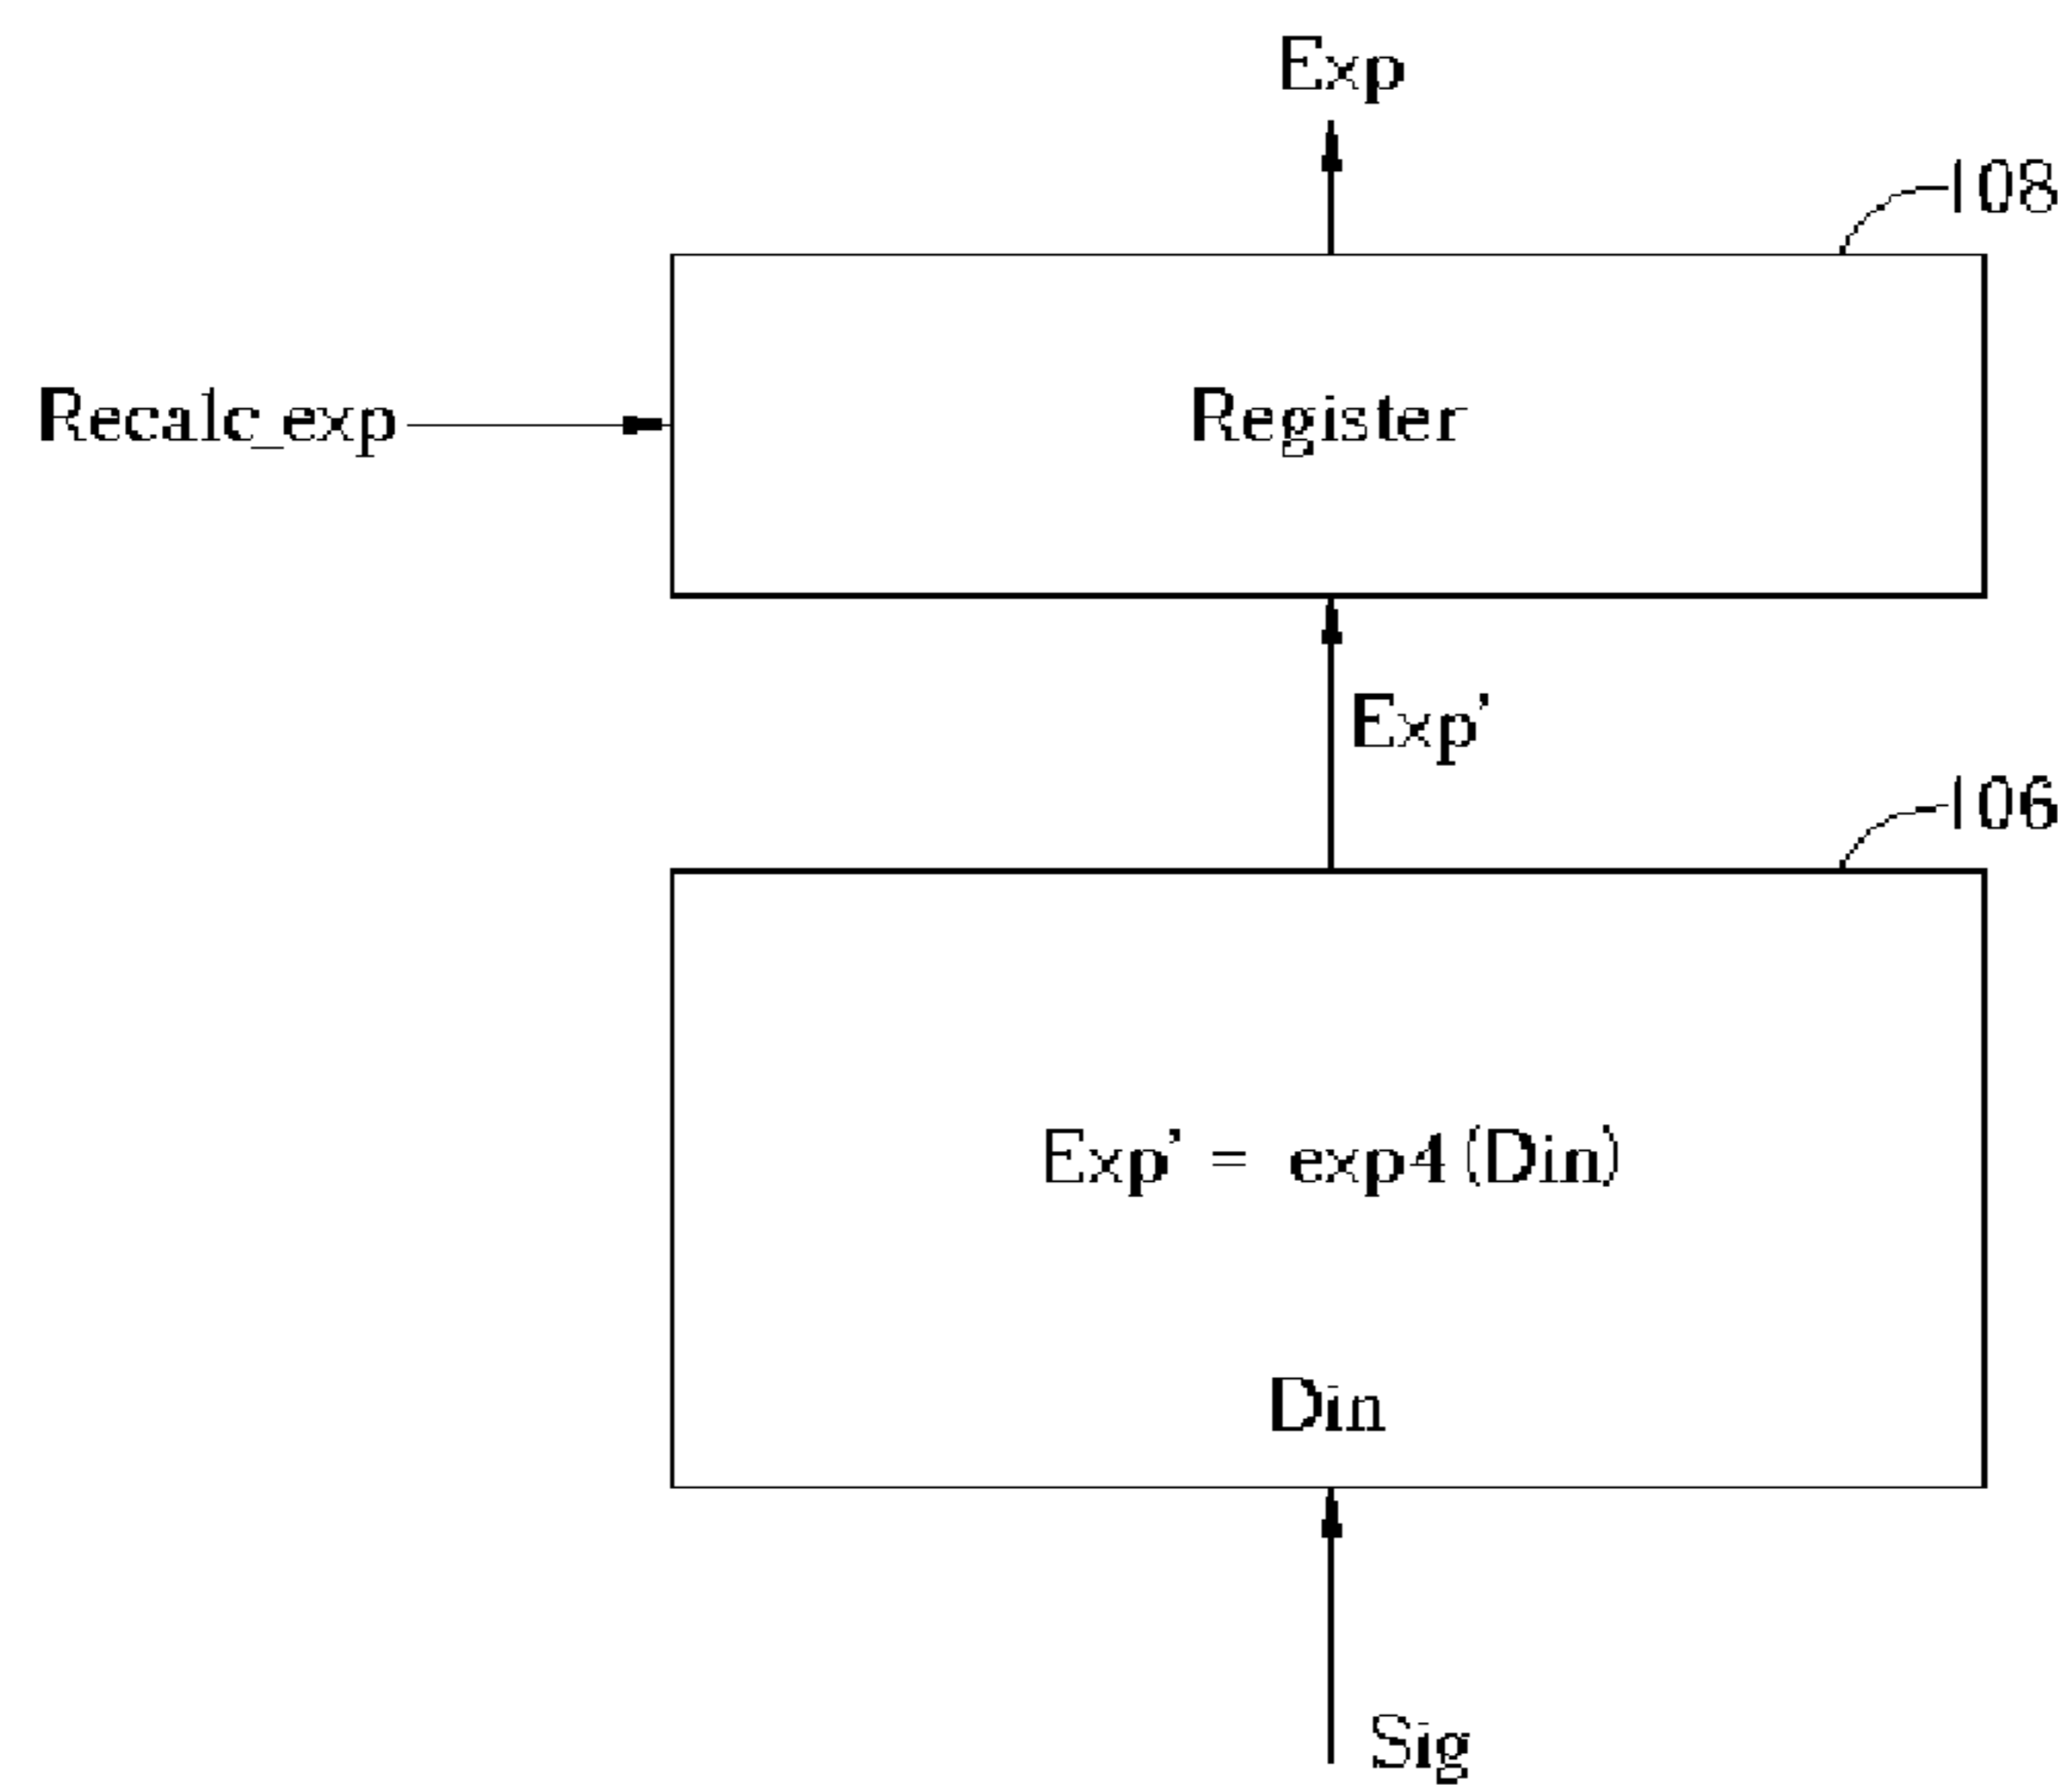 Exp
108
Recalc_exp
Register
Exp'
106
Exp' = exp4 (Din)
Din
Sig